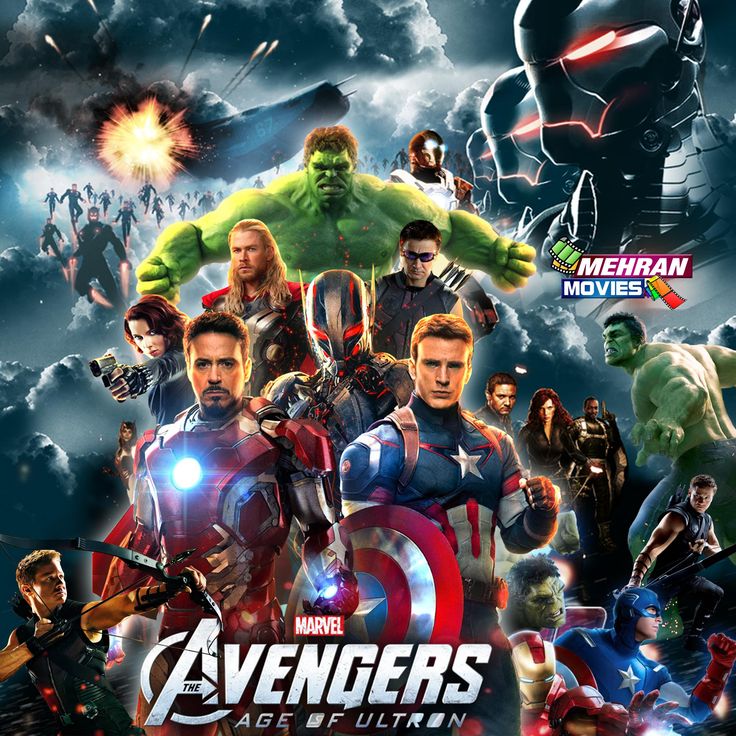 MEHRAN
MOVIES
MARVEL
THE AVENGERS
AGE OF ULTRON